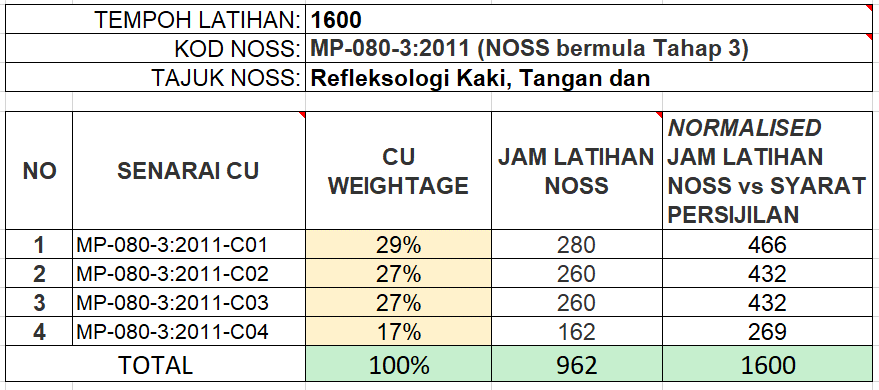 TEMPOH LATIHAN: 1600
KOD NOSS: MP-080-3:2011 (NOSS bermula Tahap 3)
TAJUK NOSS: Refleksologi Kaki, Tangan dan
NO SENARAI CU CU WEIGHTAGE JAM LATIHAN NOSS NORMALISED JAM LATIHAN NOSS vs SYARAT PERSIJILAN
1 MP-080-3:2011-C01 29% 280 466
2 MP-080-3:2011-C02 27% 260 432
3 MP-080-3:2011-C03 27% 260 432
4 MP-080-3:2011-C04 17% 162 269
TOTAL 100% 962 1600